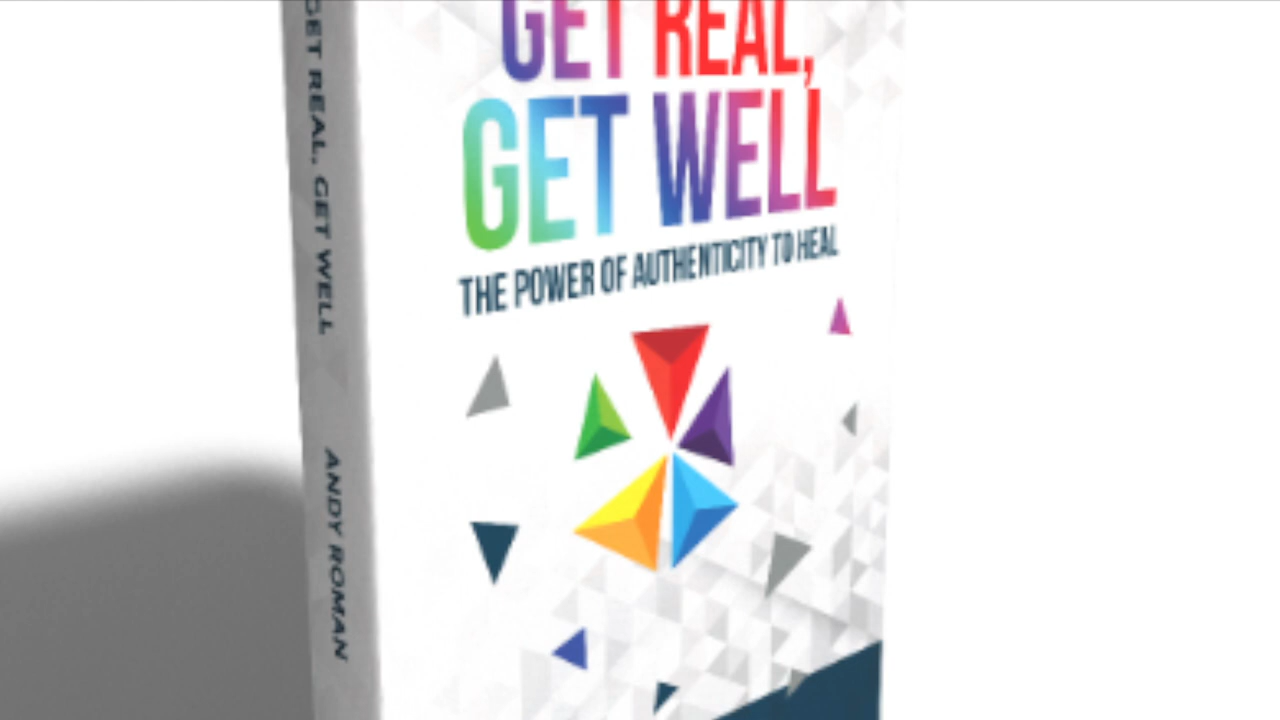 GET REAL, GET WELL
ANDY ROMAN
GET REAL,
GET WELL
THE POWER OF AUTHENTICITY TO HEAL